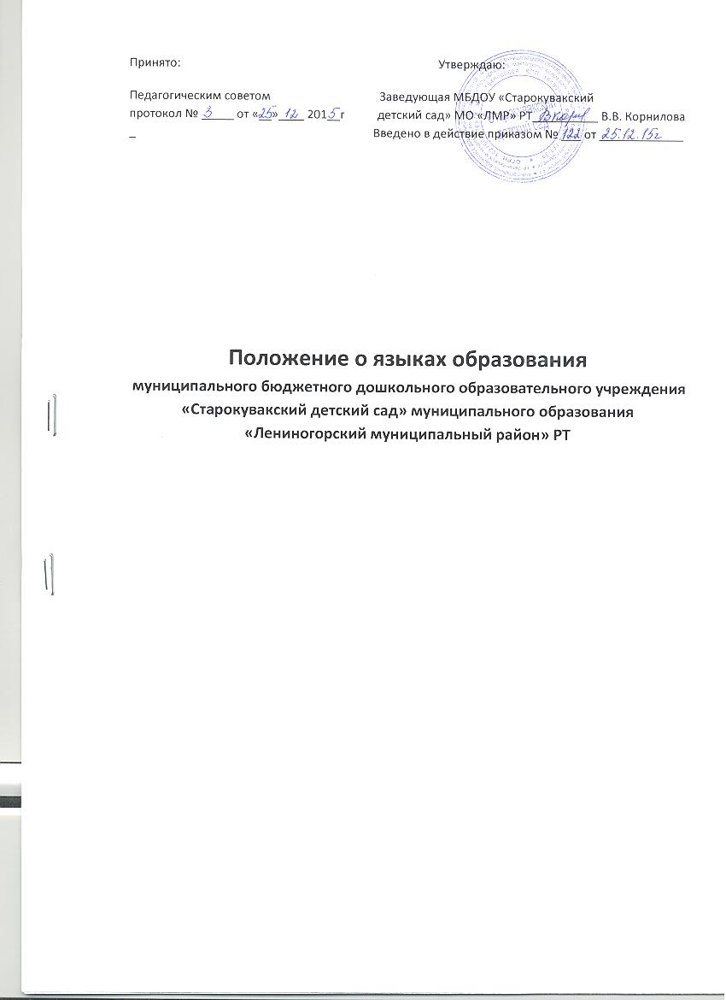 Принято:
Педагогическим советом
протокол № 3 от «25» 12 2015 г
Утверждаю:
Заведующая МБДОУ «Старокувакский
детский сад» МО «ЛМР» РТ В.В. Корнилова
Введено в действие приказом № 122 от 25.12.15г
Положение о языках образования
муниципального бюджетного дошкольного образовательного учреждения
«Старокувакский детский сад» муниципального образования
«Лениногорский муниципальный район» РТ